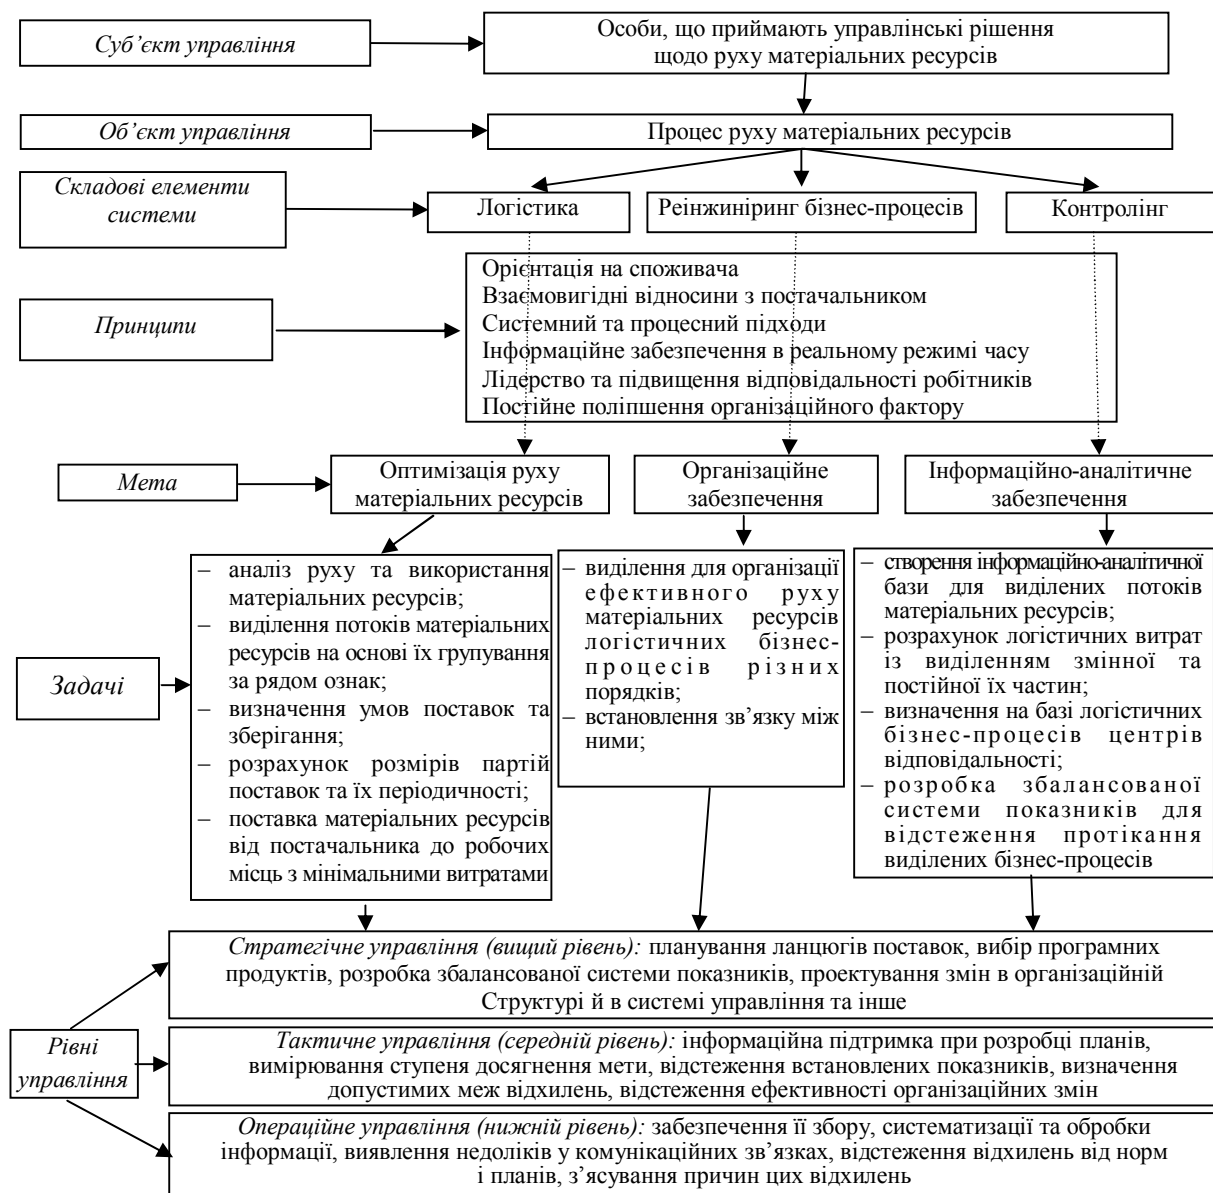 Суб’єкт управління
Особи, що приймають управлінські рішення
щодо руху матеріальних ресурсів
Об’єкт управління
Процес руху матеріальних ресурсів
Складові елементи
системи
Логістика
Реінжиніринг бізнес-процесів
Контролінг
Принципи
Орієнтація на споживача
Взаємовигідні відносини з постачальником
Системний та процесний підходи
Інформаційне забезпечення в реальному режимі часу
Лідерство та підвищення відповідальності робітників
Постійне поліпшення організаційного фактору
Мета
Оптимізація руху
матеріальних ресурсів
Організаційне
забезпечення
Інформаційно-аналітичне
забезпечення
Задачі
– аналіз руху та використання
матеріальних ресурсів;
– виділення потоків матеріальних
ресурсів на основі їх групування
за рядом ознак;
– визначення умов поставок та
зберігання;
– розрахунок розмірів партій
поставок та їх періодичності;
– поставка матеріальних ресурсів
від постачальника до робочих
місць з мінімальними витратами
– виділення для організації
ефективного руху
матеріальних ресурсів
логістичних бізнес-
процесів різних
порядків;
– встановлення зв’язку між
ними;
– створення інформаційно-аналітичної
бази для виділених потоків
матеріальних ресурсів;
– розрахунок логістичних витрат
із виділенням змінної та
постійної їх частин;
– визначення на базі логістичних
бізнес-процесів центрів
відповідальності;
– розробка збалансованої
системи показників для
відстеження протікання
виділених бізнес-процесів
Рівні
управління
Стратегічне управління (вищий рівень): планування ланцюгів поставок, вибір програмних
продуктів, розробка збалансованої системи показників, проектування змін в організаційній
Структурі й в системі управління та інше
Тактичне управління (середній рівень): інформаційна підтримка при розробці планів,
вимірювання ступеня досягнення мети, відстеження встановлених показників, визначення
допустимих меж відхилень, відстеження ефективності організаційних змін
Операційне управління (нижній рівень): забезпечення її збору, систематизації та обробки
інформації, виявлення недоліків у комунікаційних зв’язках, відстеження відхилень від норм
і планів, з’ясування причин цих відхилень